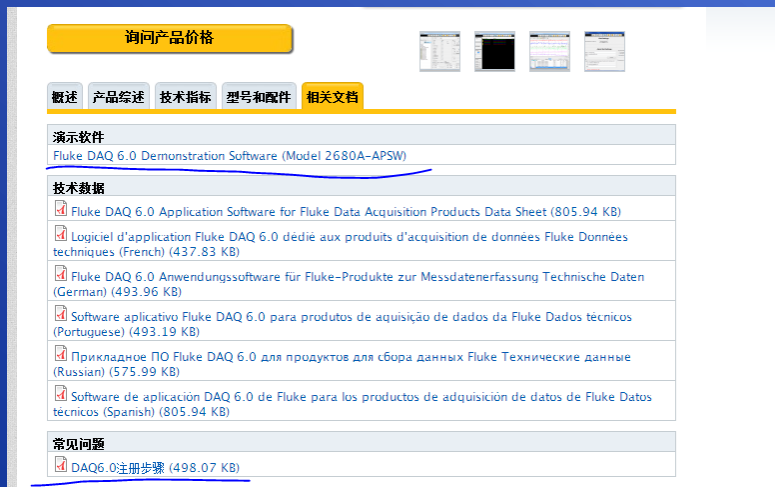 询问产品价格
概述 产品综述 技术指标 型号和配件 相关文档
演示软件
Fluke DAQ 6.0 Demonstration Software (Model 2680A-APSW)
技术数据
Fluke DAQ 6.0 Application Software for Fluke Data Acquisition Products Data Sheet (805.94 KB)
Logiciel d'application Fluke DAQ 6.0 dédié aux produits d'acquisition de données Fluke Données
techniques (French) (437.83 KB)
Fluke DAQ 6.0 Anwendungssoftware für Fluke-Produkte zur Messdatenerfassung Technische Daten
(German) (493.96 KB)
Software aplicativo Fluke DAQ 6.0 para produtos de aquisição de dados da Fluke Dados técnicos
(Portuguese) (493.19 KB)
Прикладное ПО Fluke DAQ 6.0 для продуктов для сбора данных Fluke Технические данные
(Russian) (575.99 KB)
Software de aplicación DAQ 6.0 de Fluke para los productos de adquisición de datos de Fluke Datos
técnicos (Spanish) (805.94 KB)
常见问题
DAQ6.0注册步骤 (498.07 KB)